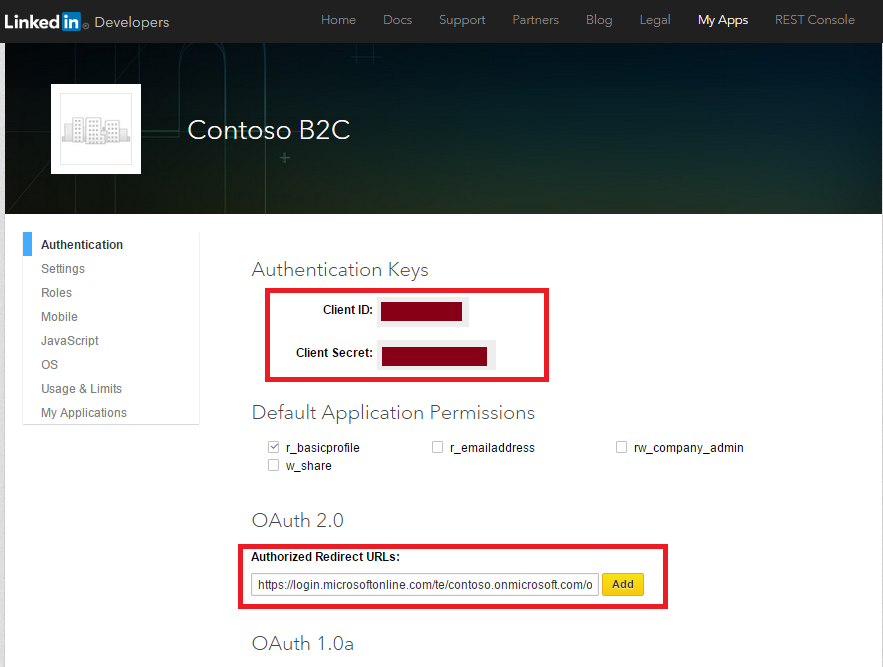 Linked in ® Developers Home Docs Support Partners Blog Legal My Apps REST Console
Contoso B2C
Authentication
Settings
Roles
Mobile
JavaScript
OS
Usage & Limits
My Applications
Authentication Keys
Client ID:
Client Secret:
Default Application Permissions
r_basicprofile r_emailaddress rw_company_admin
w_share
OAuth 2.0
Authorized Redirect URLs:
https://login.microsoftonline.com/te/contoso.onmicrosoft.com/o Add
OAuth 1.0a